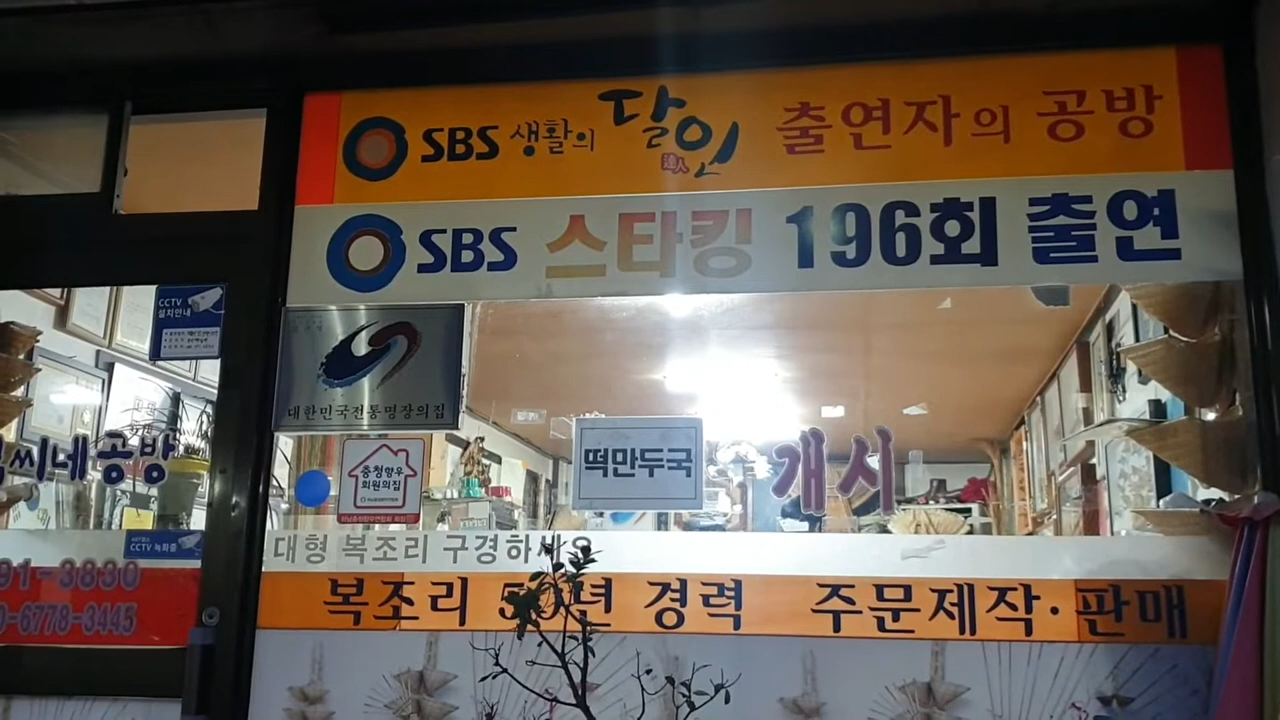 SBS 생활의 달인 達人 출연자의 공방
SBS 스타킹 196회 출연
CCTV
설치안내
대한민국전통명장의집
씨네공방
충청향우
회원의집
떡만두국
개시
CCTV 녹화중
대형 복조리 구경하세요
91-3830
복조리 50년 경력 주문제작·판매
0-6778-3445